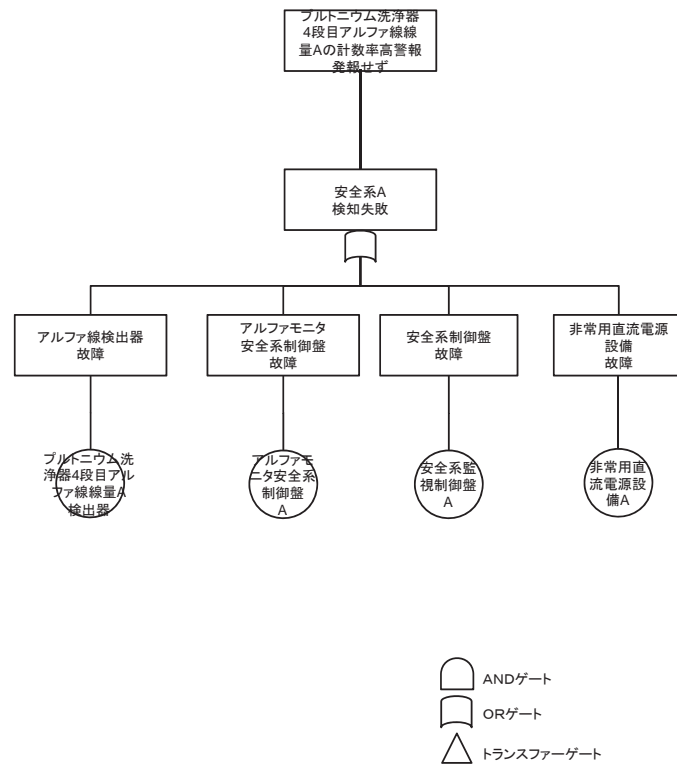 プルトニウム洗浄器
4段目アルファ線線
量Aの計数率高警報
発報せず
安全系A
検知失敗
アルファ線検出器
故障
アルファモニタ
安全系制御盤
故障
安全系制御盤
故障
非常用直流電源
設備
故障
プルトニウム洗
浄器4段目アル
ファ線線量A
検出器
アルファモ
ニタ安全系
制御盤
A
安全系監
視制御盤
A
非常用直
流電源設
備A
ANDゲート
ORゲート
トランスファーゲート